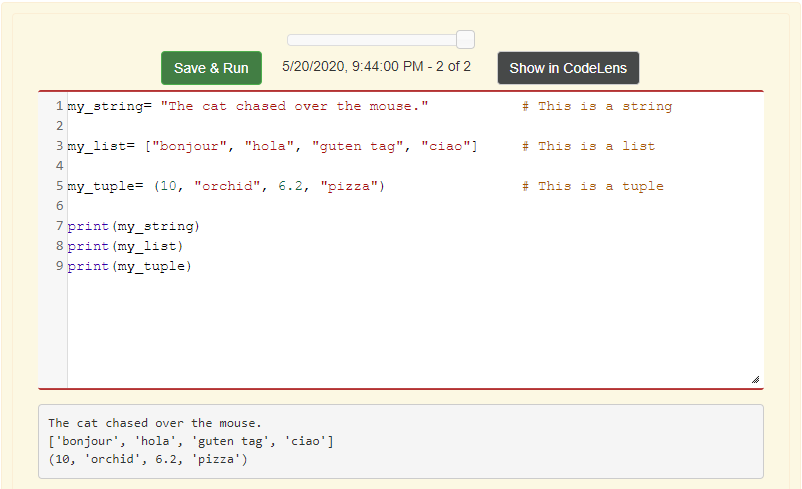 Save & Run 5/20/2020, 9:44:00 PM - 2 of 2 Show in CodeLens
1 my_string= "The cat chased over the mouse." # This is a string
2
3 my_list= ["bonjour", "hola", "guten tag", "ciao"] # This is a list
4
5 my_tuple= (10, "orchid", 6.2, "pizza") # This is a tuple
6
7 print(my_string)
8 print(my_list)
9 print(my_tuple)
The cat chased over the mouse.
['bonjour', 'hola', 'guten tag', 'ciao']
(10, 'orchid', 6.2, 'pizza')